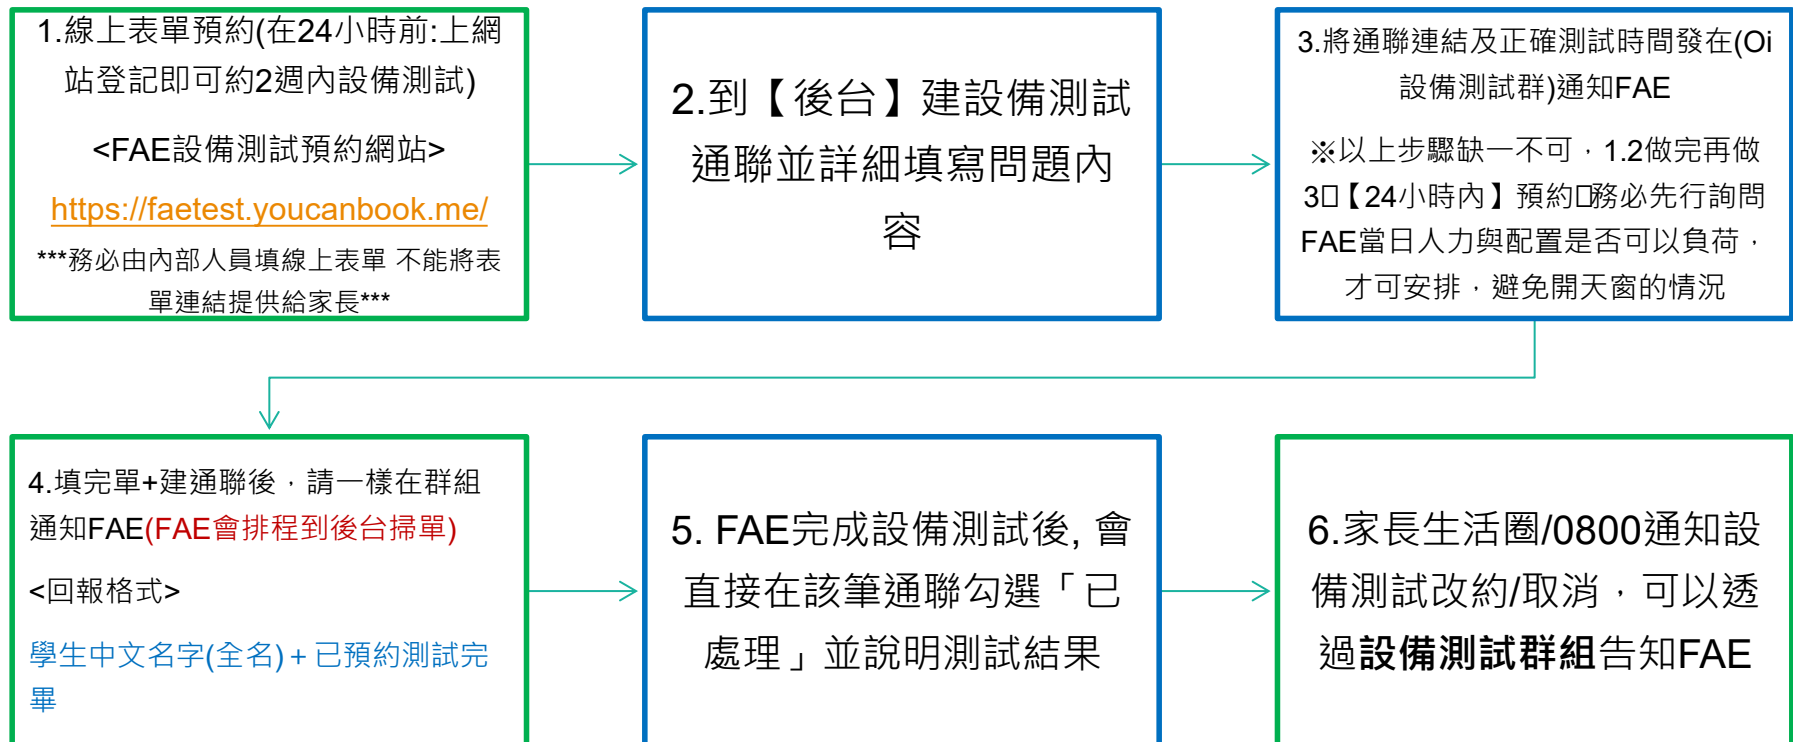 1.線上表單預約(在24小時前:上網
站登記即可約2週內設備測試)
<FAE設備測試預約網站>
https://faetest.youcanbook.me/
***務必由內部人員填線上表單 不能將表
單連結提供給家長***
2.到【後台】建設備測試
通聯並詳細填寫問題內
容
3.將通聯連結及正確測試時間發在(Oi
設備測試群)通知FAE
※以上步驟缺一不可，1.2做完再做
3□【24小時內】預約□務必先行詢問
FAE當日人力與配置是否可以負荷，
才可安排，避免開天窗的情況
4.填完單+建通聯後，請一樣在群組
通知FAE(FAE會排程到後台掃單)
<回報格式>
學生中文名字(全名)+已預約測試完
畢
5. FAE完成設備測試後, 會
直接在該筆通聯勾選「已
處理」並說明測試結果
6.家長生活圈/0800通知設
備測試改約/取消，可以透
過設備測試群組告知FAE